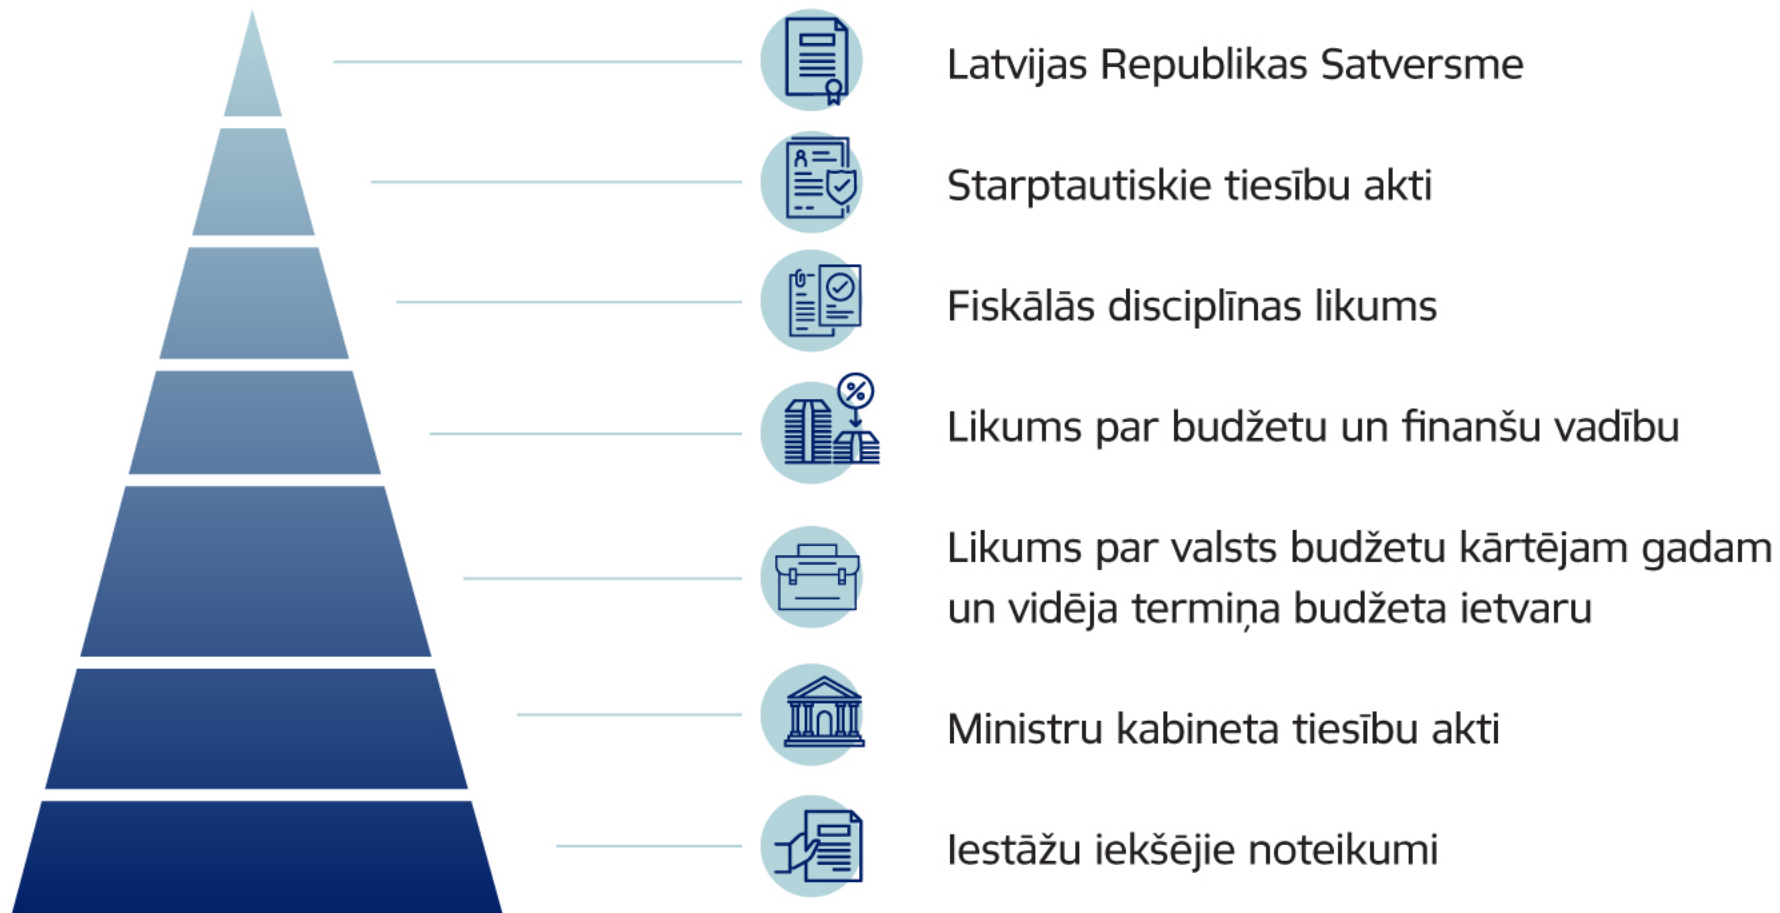 Latvijas Republikas Satversme
Starptautiskie tiesību akti
Fiskālās disciplīnas likums
%
Likums par budžetu un finanšu vadību
Likums par valsts budžetu kārtējam gadam
un vidēja termiņa budžeta ietvaru
Ministru kabineta tiesību akti
Iestāžu iekšējie noteikumi